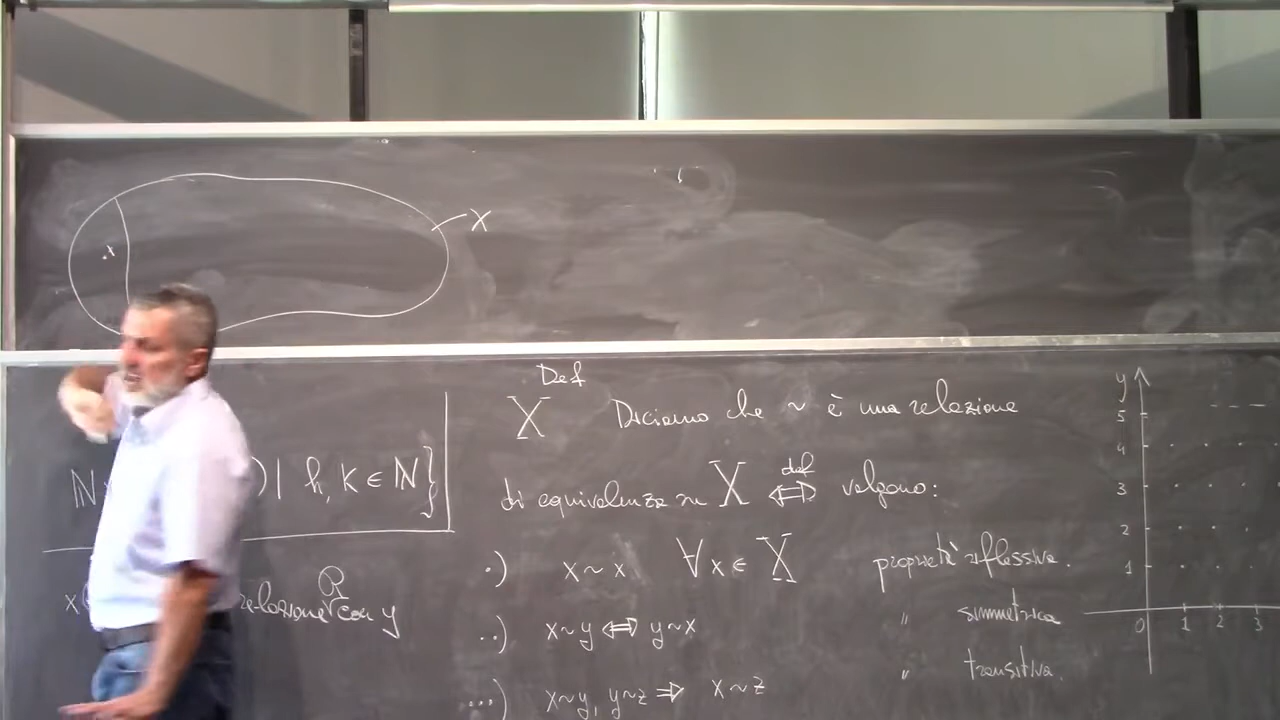 X
x
Def
X Diciamo che ~ è una relazione
di equivalenza su X ⇔ def valgono:
·) x~x ∀x∈X proprietà riflessiva.
··) x~y ⇔ y~x " simmetrica
····) x~y, y~z ⇒ x~z " transitiva.
N )| h, k ∈ N}
x relazione R con y
y
5
4
3
2
1
0 1 2 3